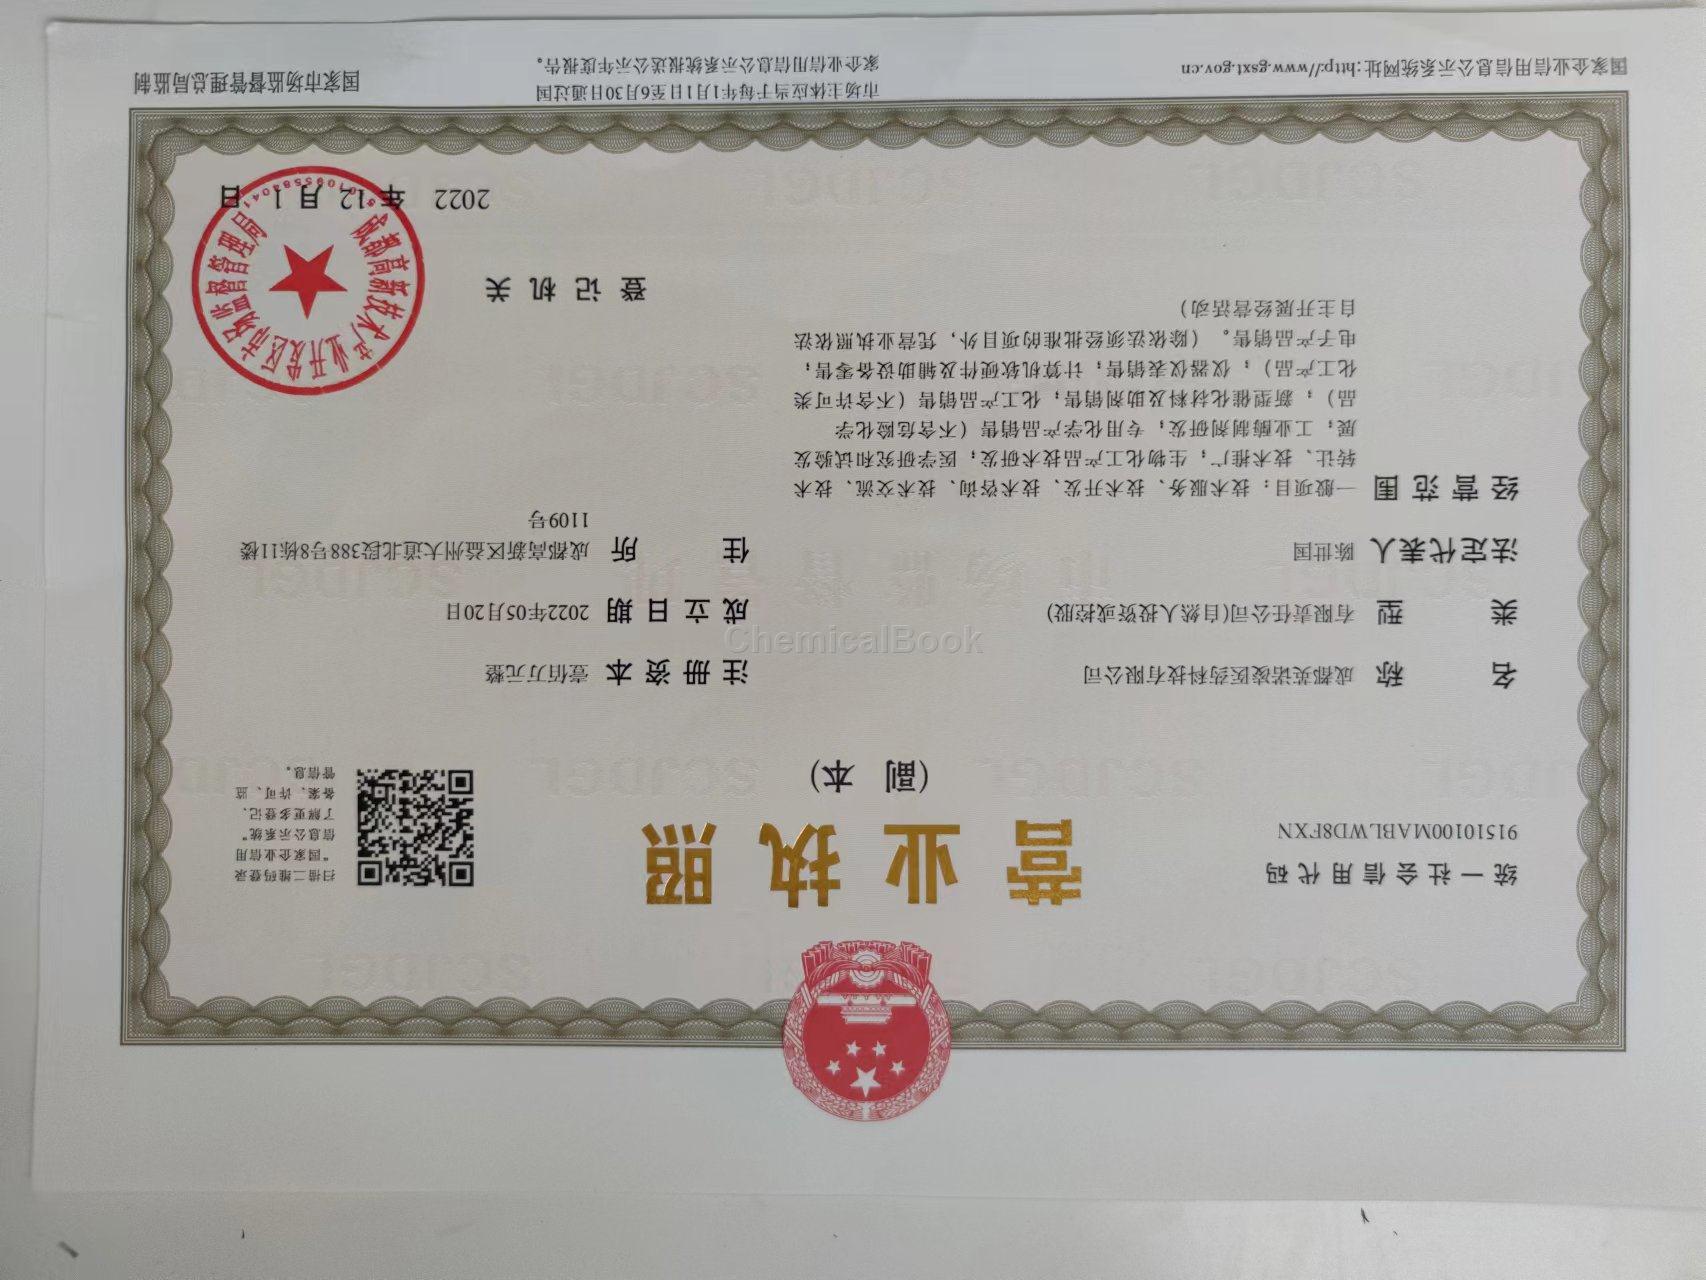 营业执照
（副 本）
统一社会信用代码
91510100MABLWD8FXN
扫描二维码登录
“国家企业信用
信息公示系统”
了解更多登记、
备案、许可、监
管信息。
名 称 成都英诺凌医药科技有限公司
类 型 有限责任公司(自然人投资或控股)
法定代表人 陈世国
经营范围 一般项目：技术服务、技术开发、技术咨询、技术交流、技术
转让、技术推广；生物化工产品技术研发；医学研究和试验发
展；工业酶制剂研发；专用化学产品销售（不含危险化学
品）；新型催化材料及助剂销售；化工产品销售（不含许可类
化工产品）；仪器仪表销售；计算机软硬件及辅助设备零售；
电子产品销售。（除依法须经批准的项目外，凭营业执照依法
自主开展经营活动）
注册资本 壹佰万元整
成立日期 2022年05月20日
住 所 成都高新区益州大道北段388号8栋11楼
1109号
登记机关
成都高新技术产业开发区市场监督管理局
2022 年 12 月 1 日
国家企业信用信息公示系统网址:http://www.gsxt.gov.cn
市场主体应当于每年1月1日至6月30日通过国
家企业信用信息公示系统报送公示年度报告。
国家市场监督管理总局监制
ChemicalBook